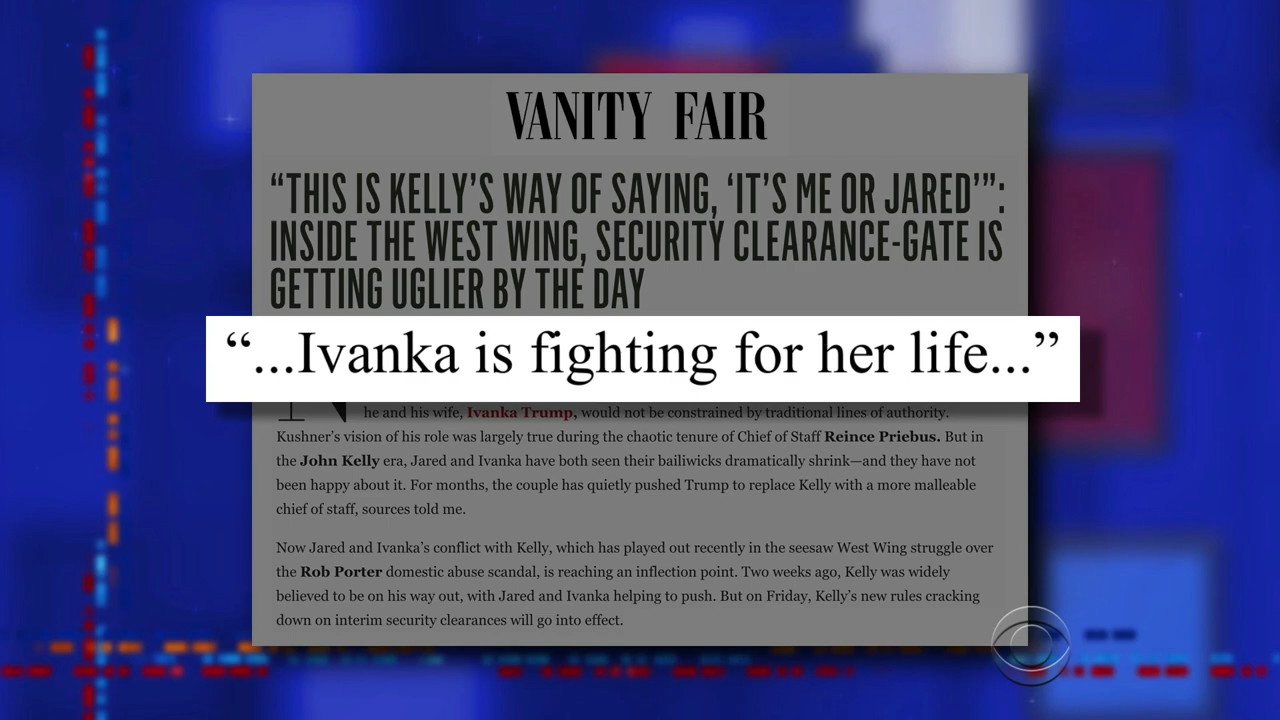 VANITY FAIR
“THIS IS KELLY’S WAY OF SAYING, ‘IT’S ME OR JARED’”:
INSIDE THE WEST WING, SECURITY CLEARANCE-GATE IS
GETTING UGLIER BY THE DAY
“...Ivanka is fighting for her life...”
he and his wife, Ivanka Trump, would not be constrained by traditional lines of authority.
Kushner’s vision of his role was largely true during the chaotic tenure of Chief of Staff Reince Priebus. But in
the John Kelly era, Jared and Ivanka have both seen their bailiwicks dramatically shrink—and they have not
been happy about it. For months, the couple has quietly pushed Trump to replace Kelly with a more malleable
chief of staff, sources told me.
Now Jared and Ivanka’s conflict with Kelly, which has played out recently in the seesaw West Wing struggle over
the Rob Porter domestic abuse scandal, is reaching an inflection point. Two weeks ago, Kelly was widely
believed to be on his way out, with Jared and Ivanka helping to push. But on Friday, Kelly’s new rules cracking
down on interim security clearances will go into effect.